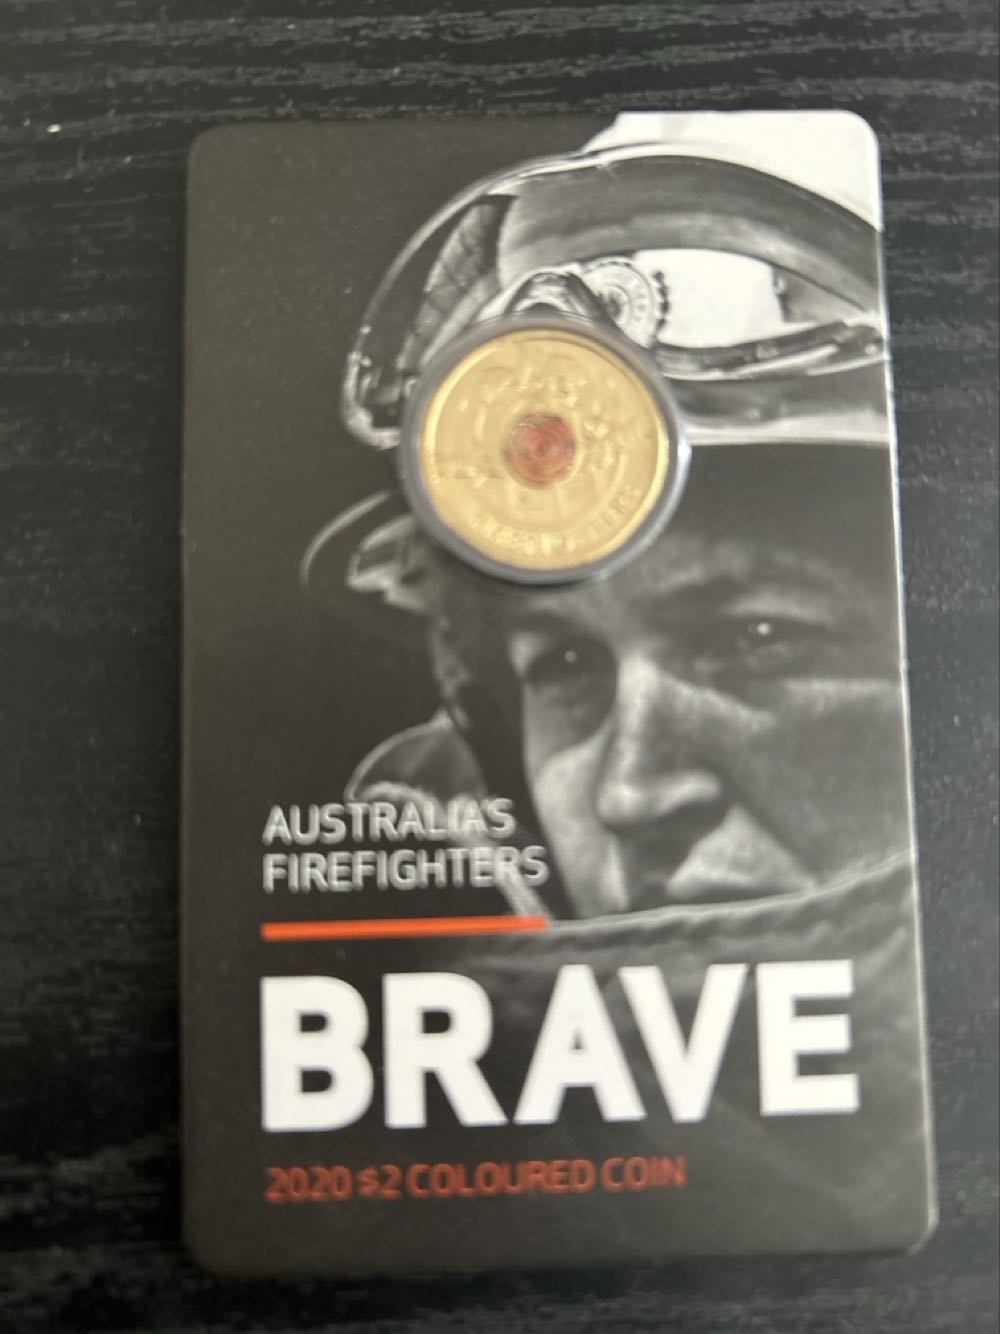 AUSTRALIA'S
FIREFIGHTERS
BRAVE
2020 $2 COLOURED COIN